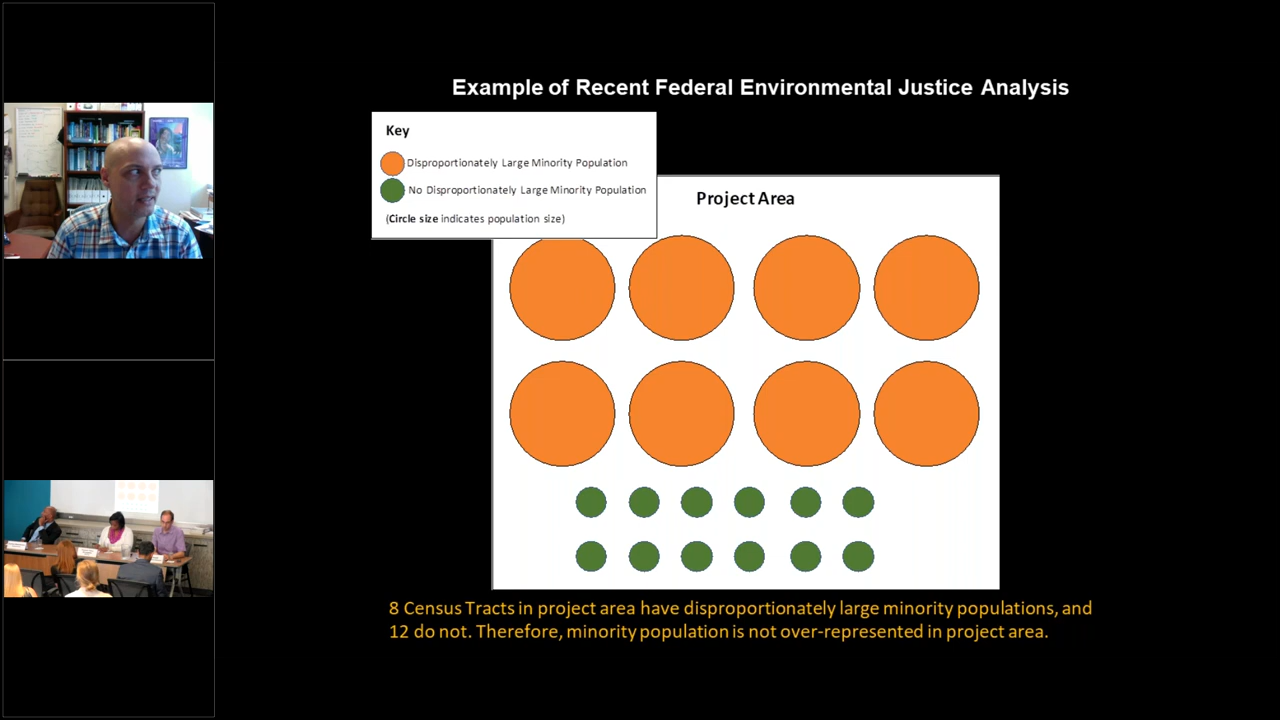 Example of Recent Federal Environmental Justice Analysis
Key
Disproportionately Large Minority Population
No Disproportionately Large Minority Population
(Circle size indicates population size)
Project Area
8 Census Tracts in project area have disproportionately large minority populations, and
12 do not. Therefore, minority population is not over-represented in project area.